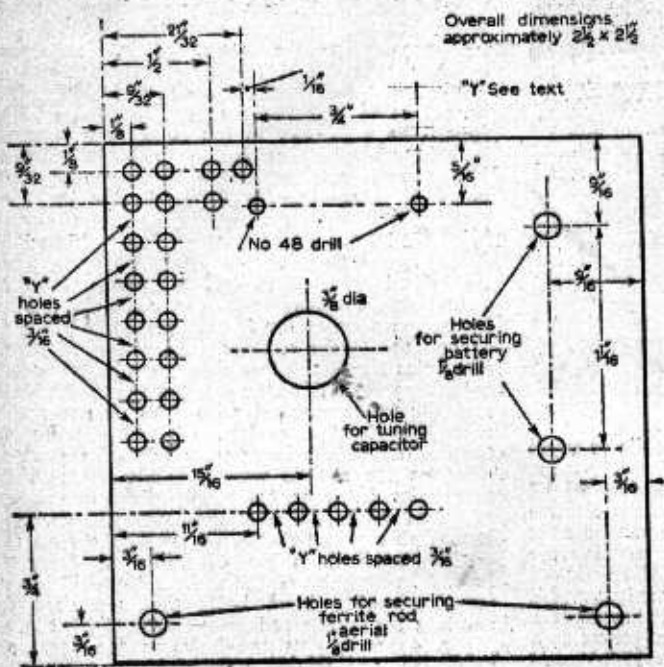 Overall dimensions
approximately 2½" x 2½"
21/32"
1/2"
9/32"
1/8"
1/16"
3/4"
"Y" See text
9/32"
1/8"
5/16"
9/16"
No 48 drill
"Y"
holes
spaced
3/16"
3/8" dia
9/16"
Holes
for securing
battery
1/8" drill
1 1/16"
Hole
for tuning
capacitor
15/16"
3/16"
11/16"
"Y" holes spaced 3/16"
3/16"
3/4"
Holes for securing
ferrite rod
aerial
1/8" drill
3/16"